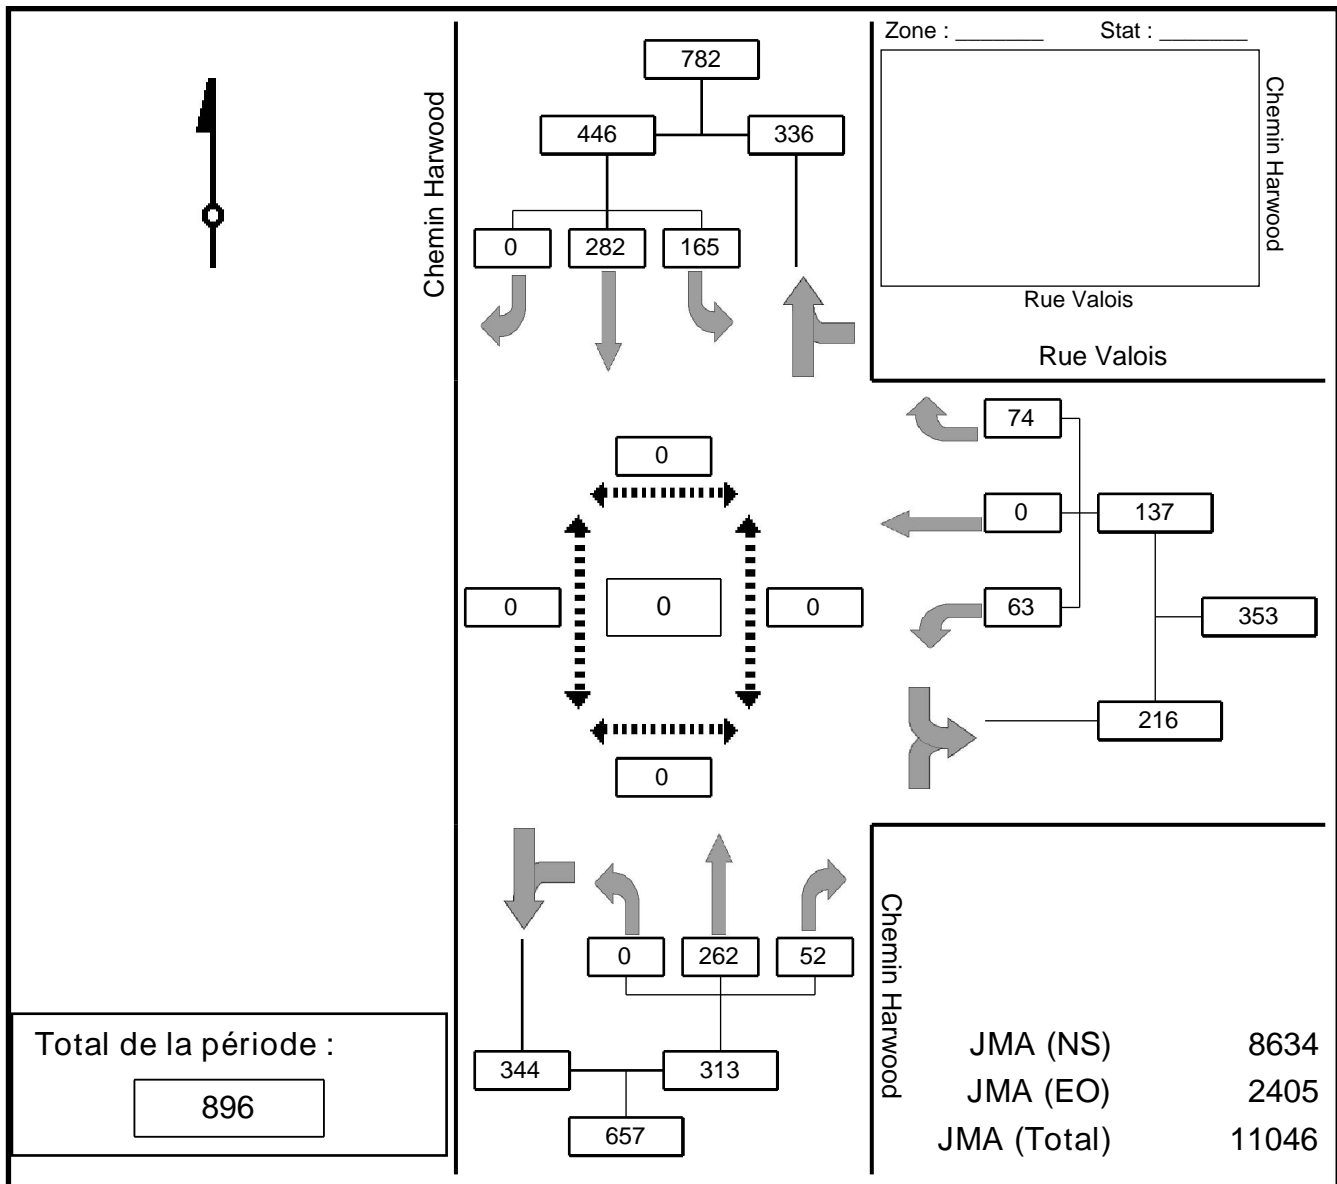 Zone : _______ Stat : _______
782
Chemin Harwood
Chemin Harwood
446 336
0 282 165
Rue Valois
Rue Valois
74
0
0 137
0 0 0 63 353
216
0
0 262 52
Chemin Harwood
Total de la période :
896
344 313
657
JMA (NS) 8634
JMA (EO) 2405
JMA (Total) 11046